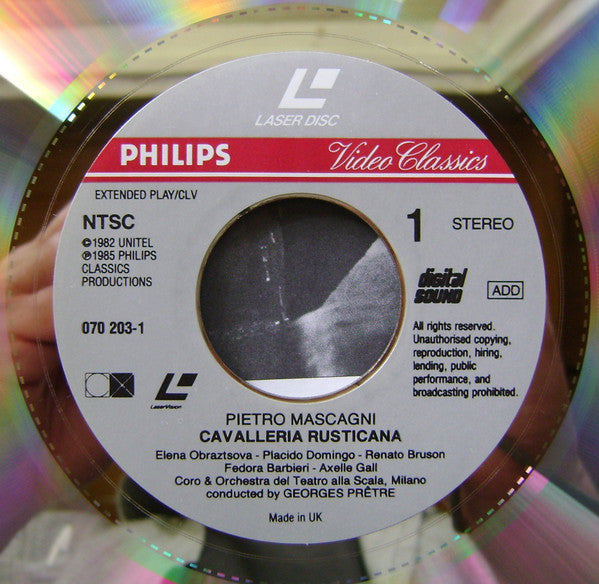 LASER DISC
PHILIPS Video Classics
EXTENDED PLAY/CLV
NTSC
©1982 UNITEL
℗1985 PHILIPS
CLASSICS
PRODUCTIONS
070 203-1
1 STEREO
digital
SOUND
ADD
All rights reserved.
Unauthorised copying,
reproduction, hiring,
lending, public
performance, and
broadcasting prohibited.
LaserVision
PIETRO MASCAGNI
CAVALLERIA RUSTICANA
Elena Obraztsova - Placido Domingo - Renato Bruson
Fedora Barbieri - Axelle Gall
Coro & Orchestra del Teatro alla Scala, Milano
conducted by GEORGES PRÊTRE
Made in UK